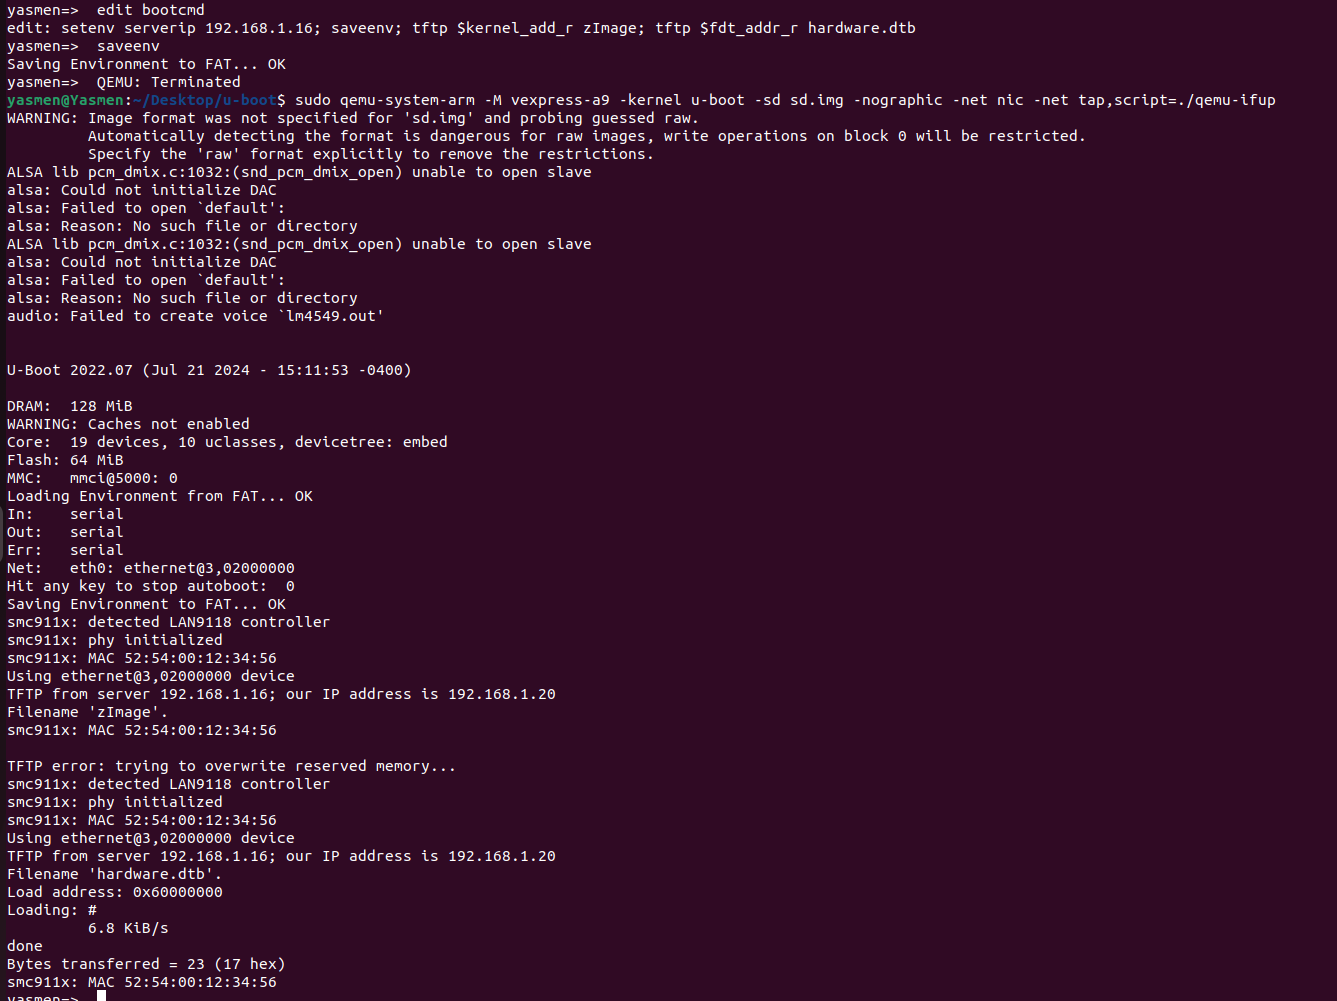 yasmen=>  edit bootcmd
edit: setenv serverip 192.168.1.16; saveenv; tftp $kernel_add_r zImage; tftp $fdt_addr_r hardware.dtb
yasmen=>  saveenv
Saving Environment to FAT... OK
yasmen=>  QEMU: Terminated
yasmen@Yasmen:~/Desktop/u-boot$ sudo qemu-system-arm -M vexpress-a9 -kernel u-boot -sd sd.img -nographic -net nic -net tap,script=./qemu-ifup
WARNING: Image format was not specified for 'sd.img' and probing guessed raw.
         Automatically detecting the format is dangerous for raw images, write operations on block 0 will be restricted.
         Specify the 'raw' format explicitly to remove the restrictions.
ALSA lib pcm_dmix.c:1032:(snd_pcm_dmix_open) unable to open slave
alsa: Could not initialize DAC
alsa: Failed to open `default':
alsa: Reason: No such file or directory
ALSA lib pcm_dmix.c:1032:(snd_pcm_dmix_open) unable to open slave
alsa: Could not initialize DAC
alsa: Failed to open `default':
alsa: Reason: No such file or directory
audio: Failed to create voice `lm4549.out'
U-Boot 2022.07 (Jul 21 2024 - 15:11:53 -0400)
DRAM:  128 MiB
WARNING: Caches not enabled
Core:  19 devices, 10 uclasses, devicetree: embed
Flash: 64 MiB
MMC:   mmci@5000: 0
Loading Environment from FAT... OK
In:    serial
Out:   serial
Err:   serial
Net:   eth0: ethernet@3,02000000
Hit any key to stop autoboot:  0
Saving Environment to FAT... OK
smc911x: detected LAN9118 controller
smc911x: phy initialized
smc911x: MAC 52:54:00:12:34:56
Using ethernet@3,02000000 device
TFTP from server 192.168.1.16; our IP address is 192.168.1.20
Filename 'zImage'.
smc911x: MAC 52:54:00:12:34:56
TFTP error: trying to overwrite reserved memory...
smc911x: detected LAN9118 controller
smc911x: phy initialized
smc911x: MAC 52:54:00:12:34:56
Using ethernet@3,02000000 device
TFTP from server 192.168.1.16; our IP address is 192.168.1.20
Filename 'hardware.dtb'.
Load address: 0x60000000
Loading: #
         6.8 KiB/s
done
Bytes transferred = 23 (17 hex)
smc911x: MAC 52:54:00:12:34:56
yasmen=>